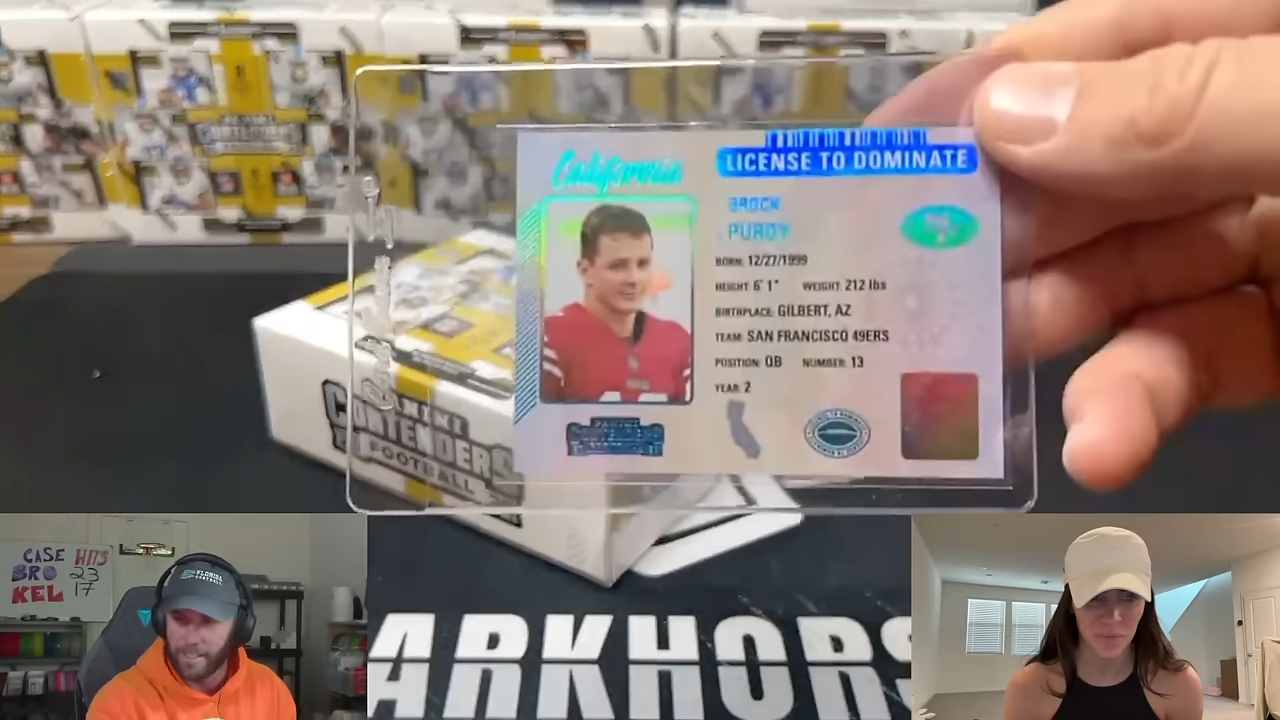 California
LICENSE TO DOMINATE
BROCK
PURDY
BORN: 12/27/1999
HEIGHT: 6' 1" WEIGHT: 212 lbs
BIRTHPLACE: GILBERT, AZ
TEAM: SAN FRANCISCO 49ERS
POSITION: QB NUMBER: 13
YEAR: 2
PANINI
CONTENDERS
FOOTBALL
CASE HITS
BRO 23
KEL 17
FLORIDA
ARKHORS